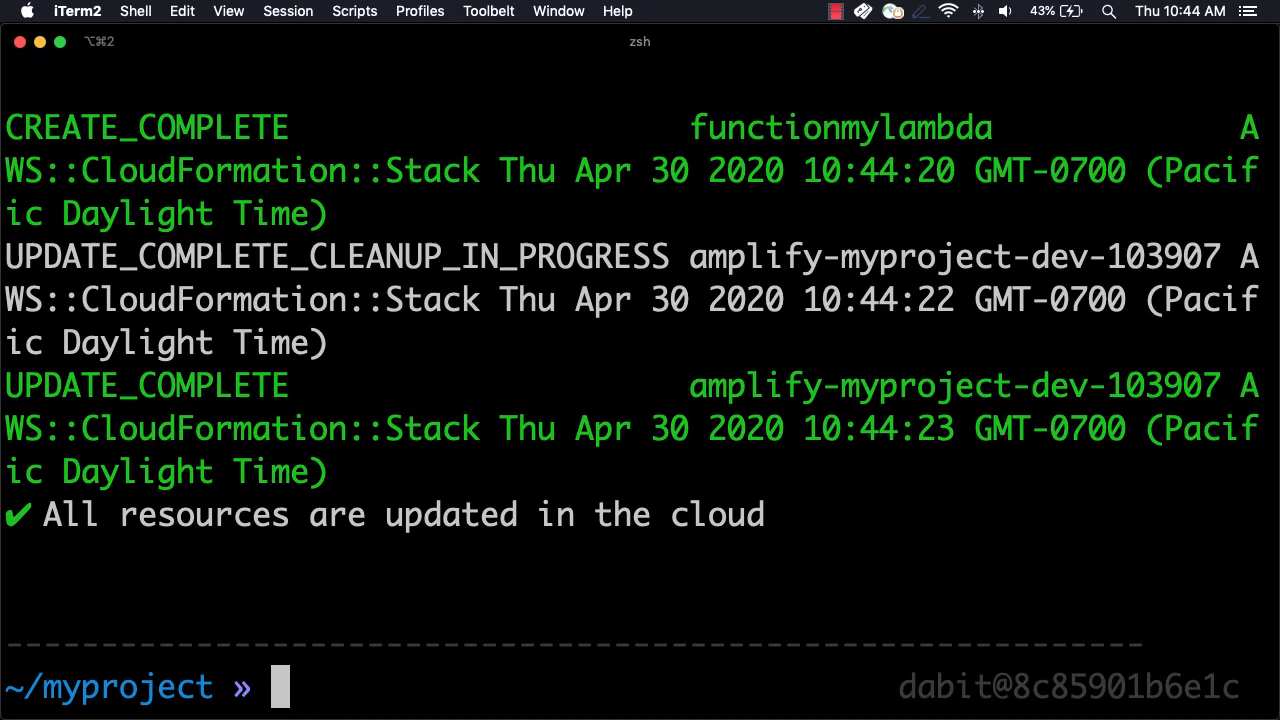 iTerm2 Shell Edit View Session Scripts Profiles Toolbelt Window Help 43% Thu 10:44 AM
⌥⌘2 zsh
CREATE_COMPLETE functionmylambda A
WS::CloudFormation::Stack Thu Apr 30 2020 10:44:20 GMT-0700 (Pacif
ic Daylight Time)
UPDATE_COMPLETE_CLEANUP_IN_PROGRESS amplify-myproject-dev-103907 A
WS::CloudFormation::Stack Thu Apr 30 2020 10:44:22 GMT-0700 (Pacif
ic Daylight Time)
UPDATE_COMPLETE amplify-myproject-dev-103907 A
WS::CloudFormation::Stack Thu Apr 30 2020 10:44:23 GMT-0700 (Pacif
ic Daylight Time)
✔ All resources are updated in the cloud
------------------------------------------------------------
~/myproject » dabit@8c85901b6e1c